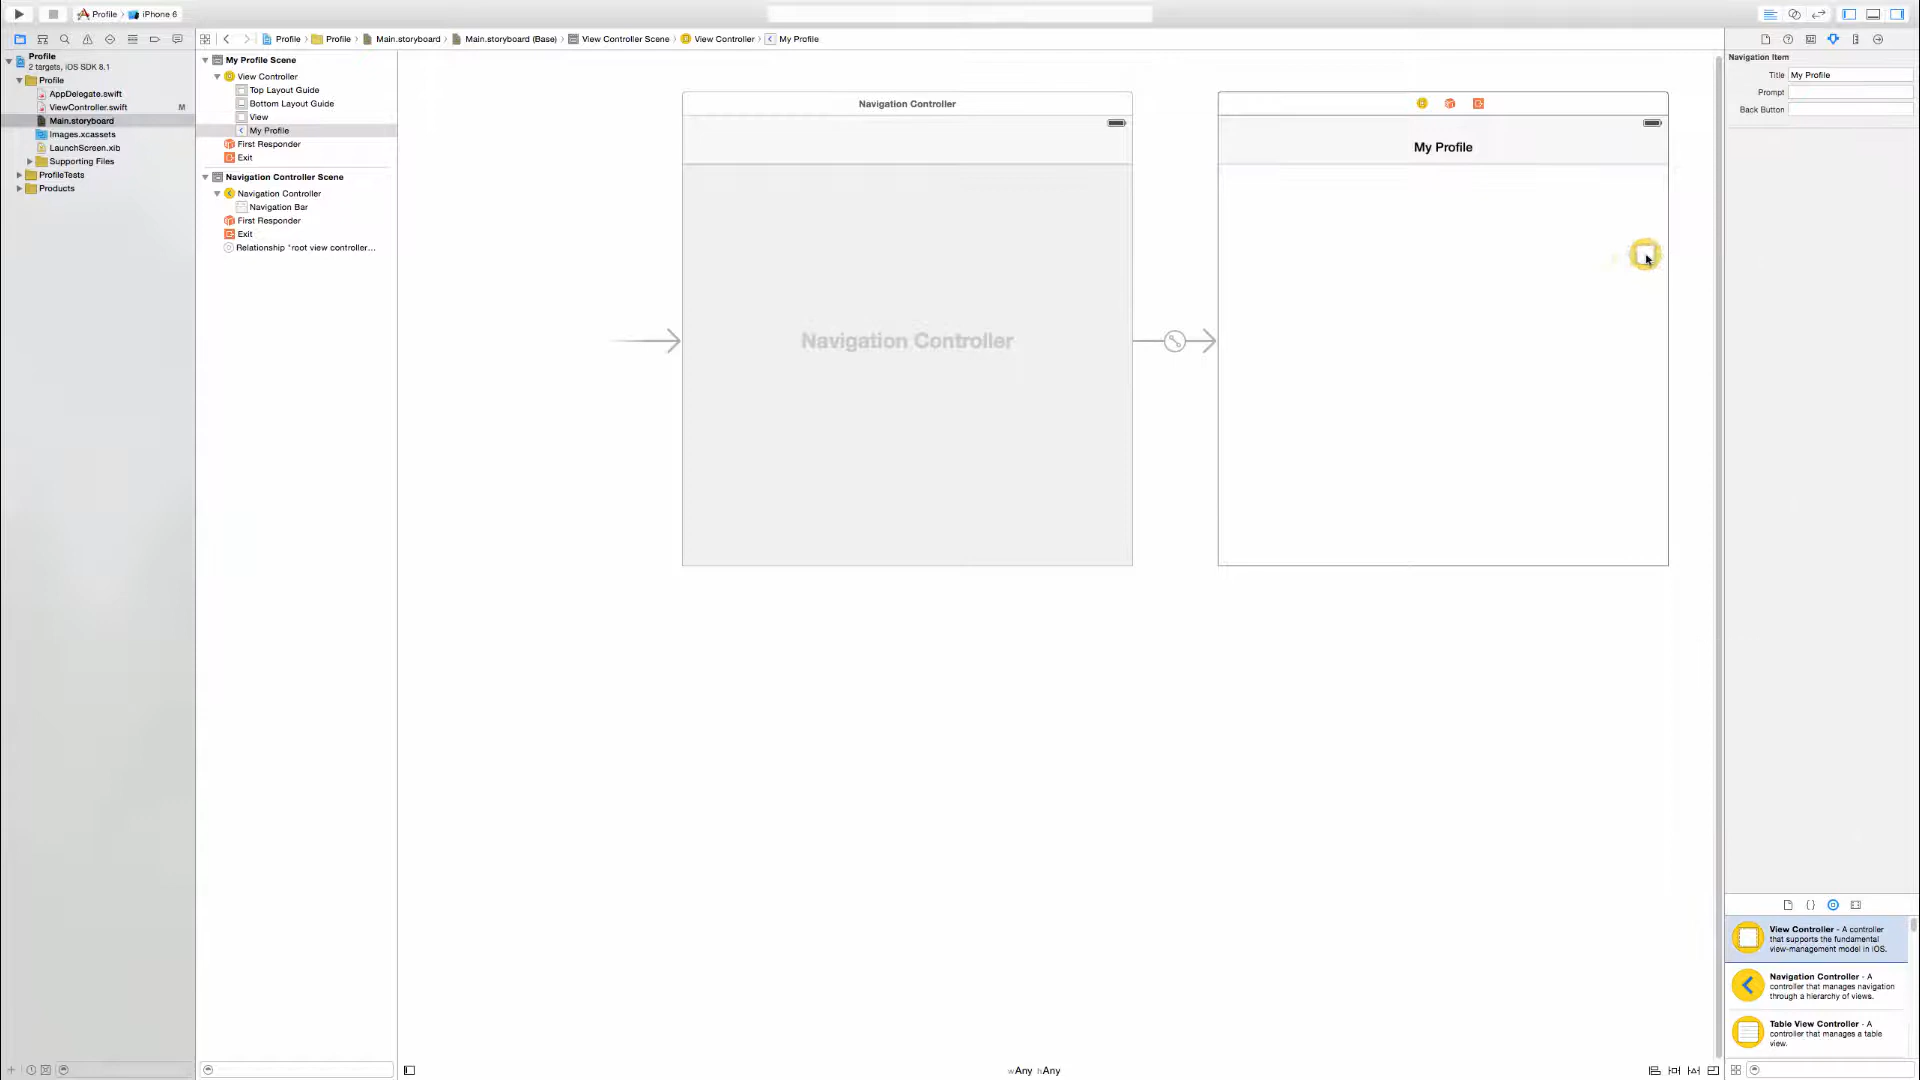 Profile
iPhone 6
Profile
Profile
Main.storyboard
Main.storyboard (Base)
View Controller Scene
View Controller
My Profile
Profile
2 targets, iOS SDK 8.1
Profile
AppDelegate.swift
ViewController.swift M
Main.storyboard
Images.xcassets
LaunchScreen.xib
Supporting Files
ProfileTests
Products
My Profile Scene
View Controller
Top Layout Guide
Bottom Layout Guide
View
My Profile
First Responder
Exit
Navigation Controller Scene
Navigation Controller
Navigation Bar
First Responder
Exit
Relationship "root view controller...
Navigation Controller
Navigation Controller
My Profile
Navigation Item
Title My Profile
Prompt
Back Button
View Controller - A controller
that supports the fundamental
view-management model in iOS.
Navigation Controller - A
controller that manages navigation
through a hierarchy of views.
Table View Controller - A
controller that manages a table
view.
wAny hAny